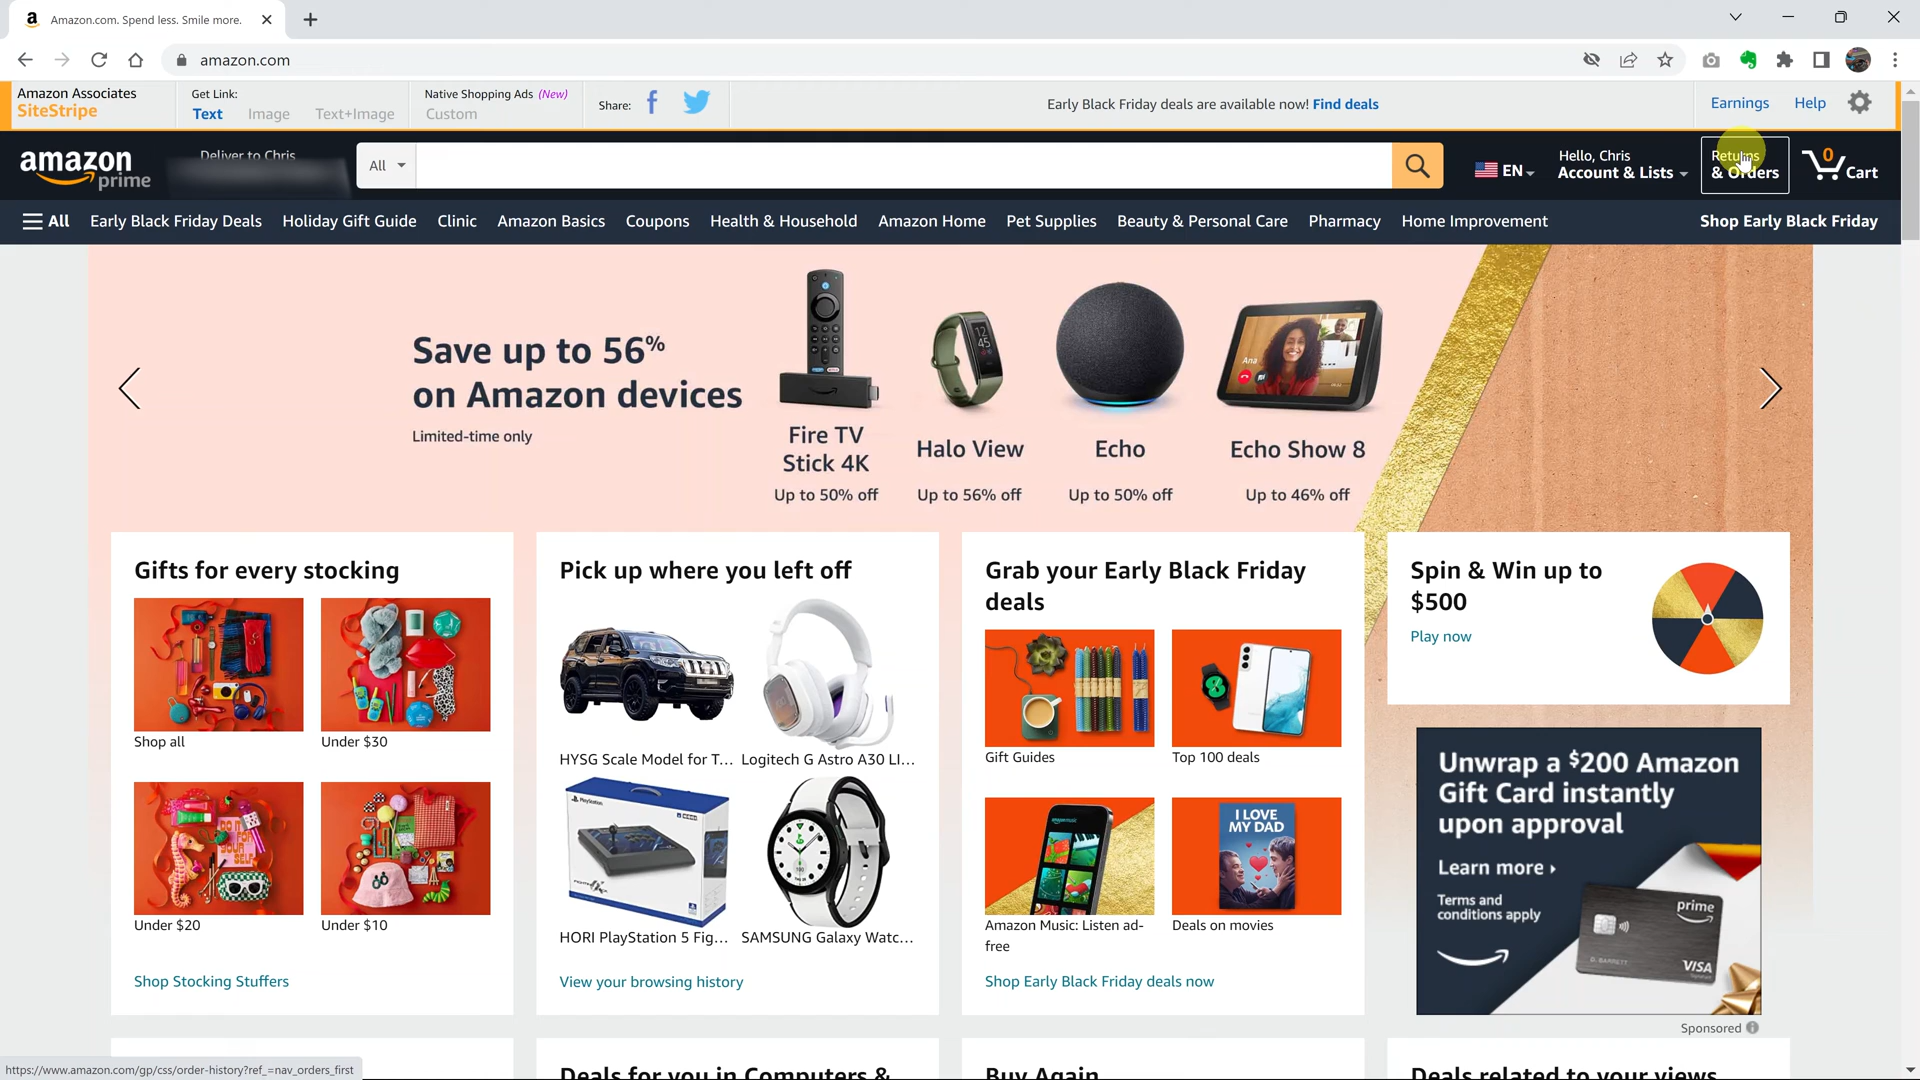 Amazon.com. Spend less. Smile more.
amazon.com
Amazon Associates
SiteStripe
Get Link:
Text Image Text+Image
Native Shopping Ads (New)
Custom
Share:
Early Black Friday deals are available now! Find deals
Earnings Help
amazon
prime
Deliver to Chris
All
EN
Hello, Chris
Account & Lists
Returns
& Orders
0
Cart
All Early Black Friday Deals Holiday Gift Guide Clinic Amazon Basics Coupons Health & Household Amazon Home Pet Supplies Beauty & Personal Care Pharmacy Home Improvement Shop Early Black Friday
Save up to 56%
on Amazon devices
Limited-time only
Fire TV
Stick 4K
Up to 50% off
Halo View
Up to 56% off
Echo
Up to 50% off
Ana
Echo Show 8
Up to 46% off
Gifts for every stocking
Shop all
Under $30
Under $20
Under $10
Shop Stocking Stuffers
Pick up where you left off
HYSG Scale Model for T...
Logitech G Astro A30 LI...
PlayStation
HORI PlayStation 5 Fig...
SAMSUNG Galaxy Watc...
View your browsing history
Grab your Early Black Friday
deals
Gift Guides
Top 100 deals
Amazon Music: Listen ad-
free
I LOVE
MY DAD
Deals on movies
Shop Early Black Friday deals now
Spin & Win up to
$500
Play now
Unwrap a $200 Amazon
Gift Card instantly
upon approval
Learn more
Terms and
conditions apply
prime
D. BARRETT
VISA
Sponsored
Deals for you in Computers &
Buy Again
Deals related to your views
https://www.amazon.com/gp/css/order-history?ref_=nav_orders_first